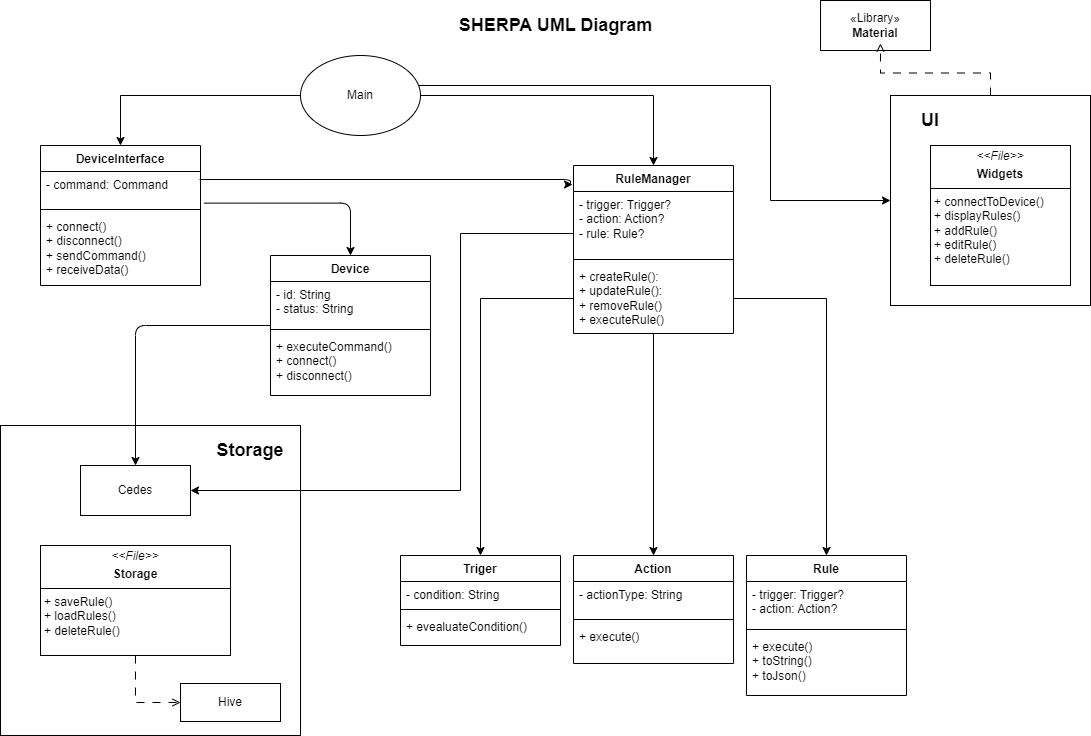 SHERPA UML Diagram
«Library»
Material
Main
UI
<<File>>
Widgets
+ connectToDevice()
+ displayRules()
+ addRule()
+ editRule()
+ deleteRule()
DeviceInterface
- command: Command
+ connect()
+ disconnect()
+ sendCommand()
+ receiveData()
RuleManager
- trigger: Trigger?
- action: Action?
- rule: Rule?
+ createRule():
+ updateRule():
+ removeRule()
+ executeRule()
Device
- id: String
- status: String
+ executeCommand()
+ connect()
+ disconnect()
Storage
Cedes
<<File>>
Storage
+ saveRule()
+ loadRules()
+ deleteRule()
Hive
Triger
- condition: String
+ evealuateCondition()
Action
- actionType: String
+ execute()
Rule
- trigger: Trigger?
- action: Action?
+ execute()
+ toString()
+ toJson()